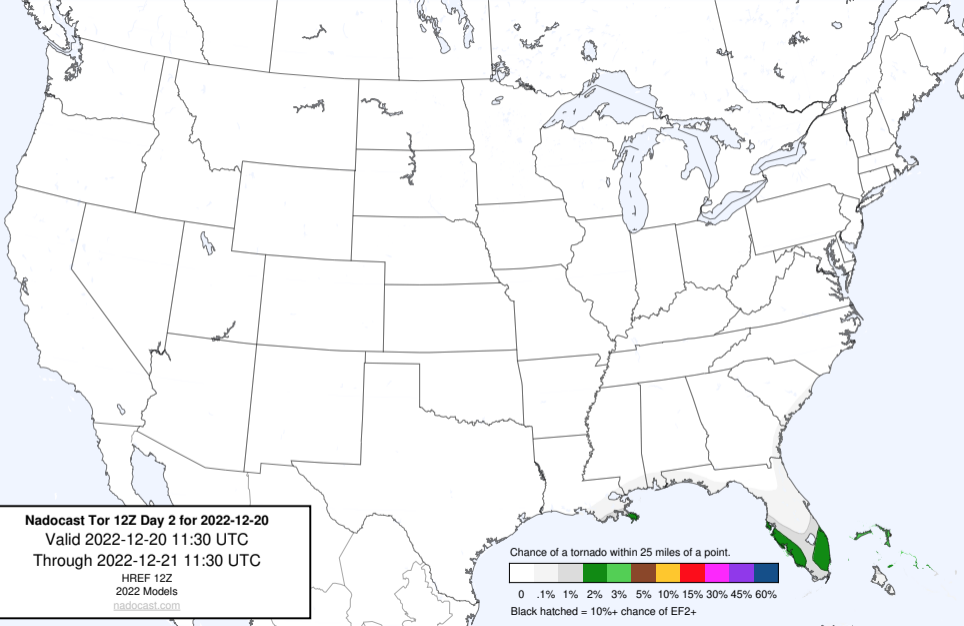 Nadocast Tor 12Z Day 2 for 2022-12-20
Valid 2022-12-20 11:30 UTC
Through 2022-12-21 11:30 UTC
HREF 12Z
2022 Models
nadocast.com
Chance of a tornado within 25 miles of a point.
0 .1% 1% 2% 3% 5% 10% 15% 30% 45% 60%
Black hatched = 10%+ chance of EF2+